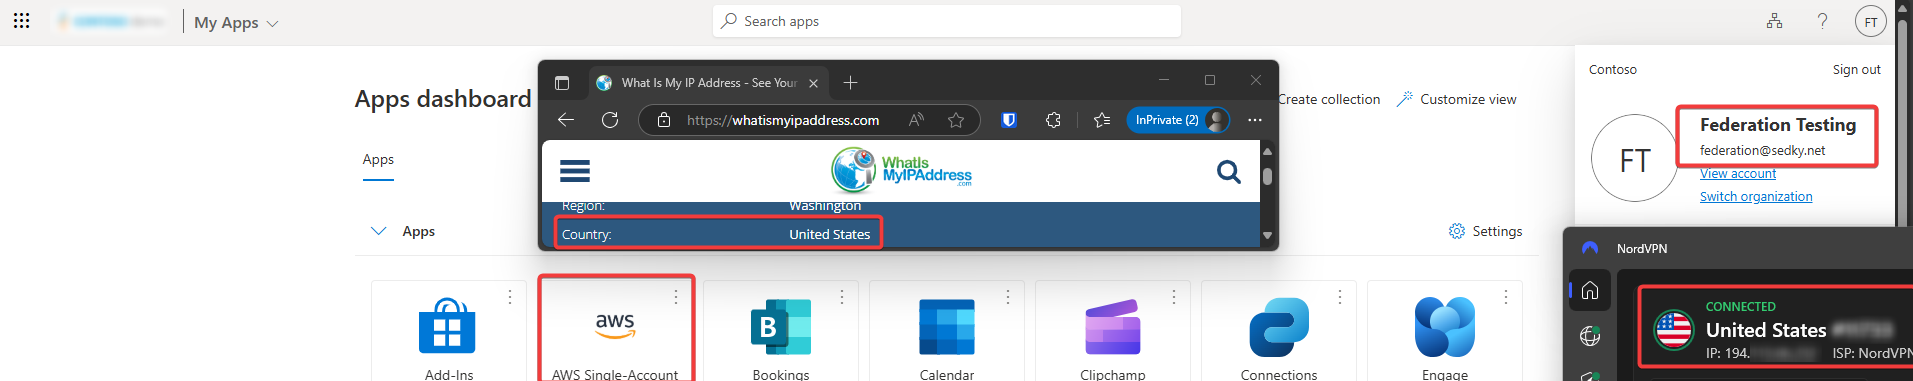 My Apps
Search apps
FT
What Is My IP Address - See Your
https://whatismyipaddress.com
InPrivate (2)
WhatIs
MyIPAddress
.com
Region: Washington
Country: United States
Apps dashboard
Create collection
Customize view
Apps
Apps
Settings
Add-Ins
aws
AWS Single-Account
B
Bookings
Calendar
Clipchamp
Connections
Engage
Contoso
Sign out
FT
Federation Testing
federation@sedky.net
View account
Switch organization
NordVPN
CONNECTED
United States
IP: 194.
ISP: NordVPN